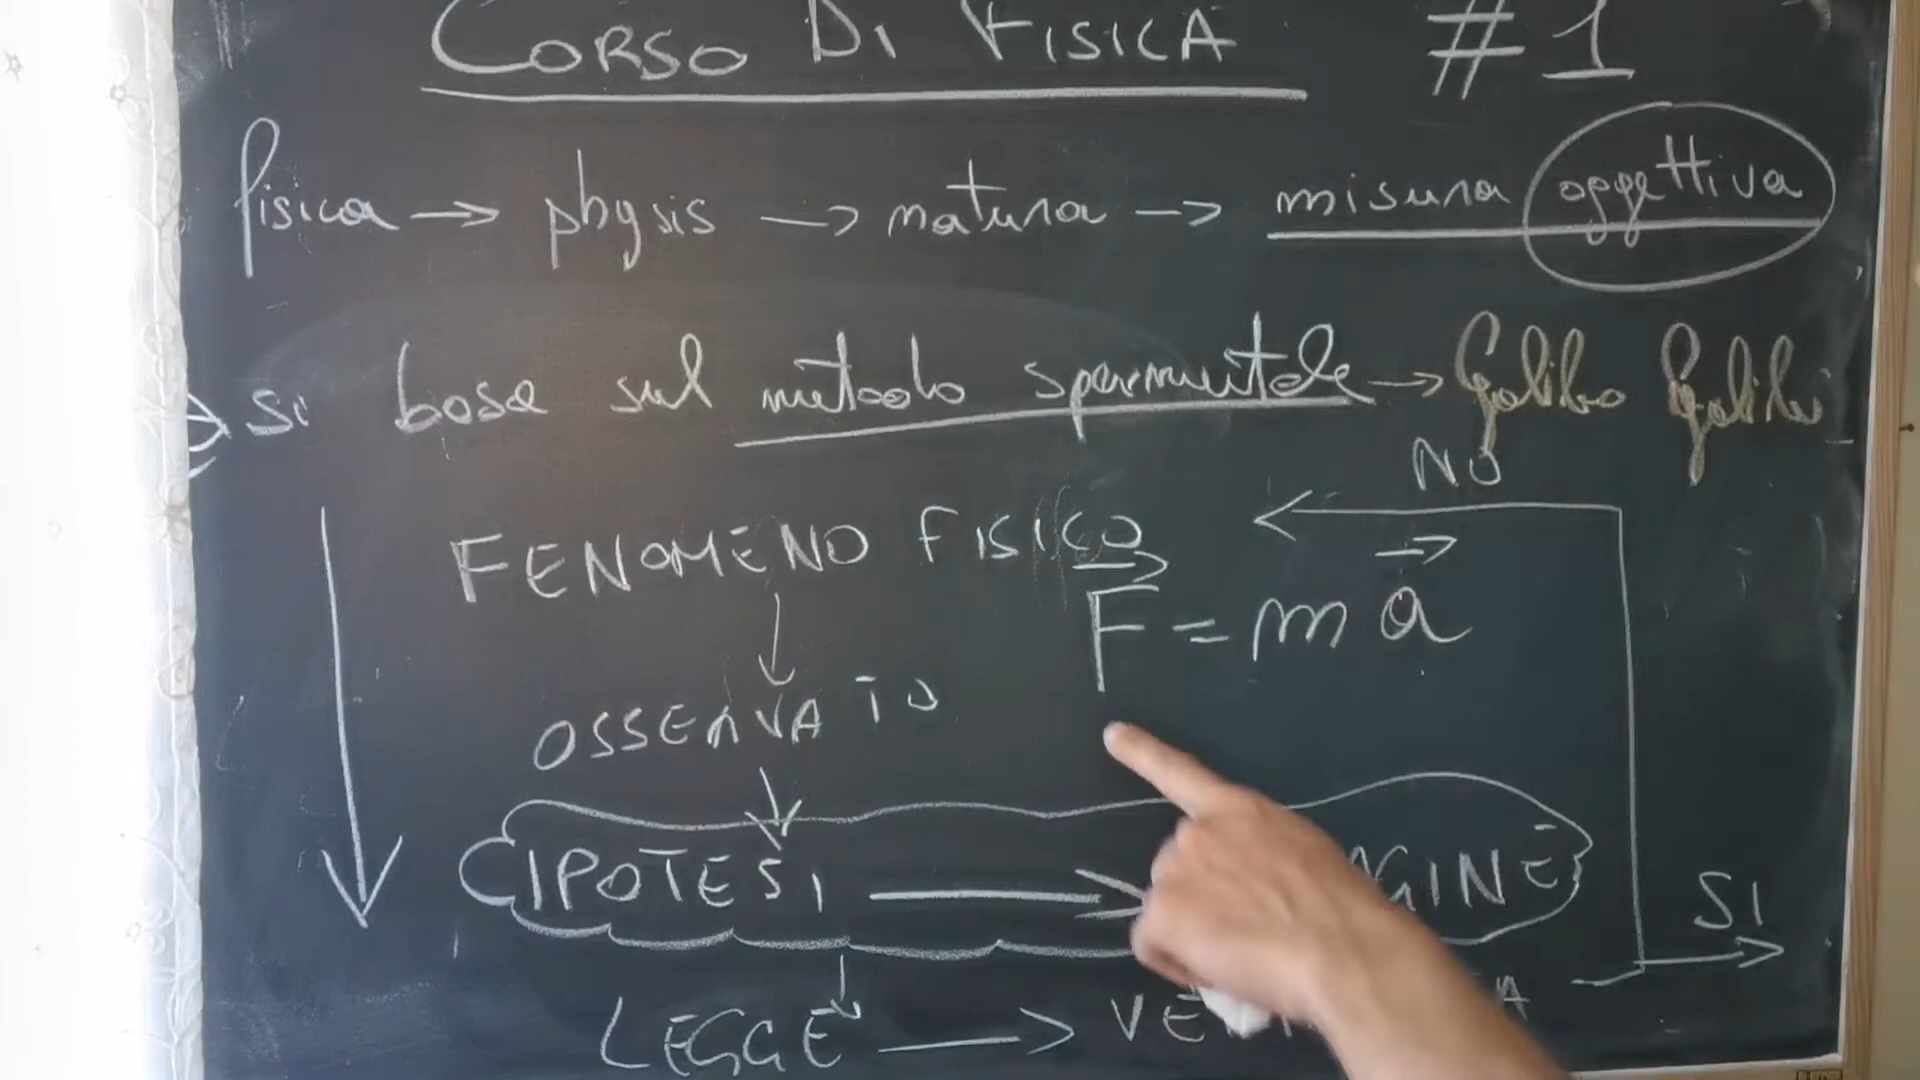 CORSO DI FISICA #1
fisica → physis → natura → misura oggettiva
⇒ si basa sul metodo sperimentale → Galileo Galilei
NO
FENOMENO FISICO
F = m a
OSSERVATO
IPOTESI
SI
LEGGE →